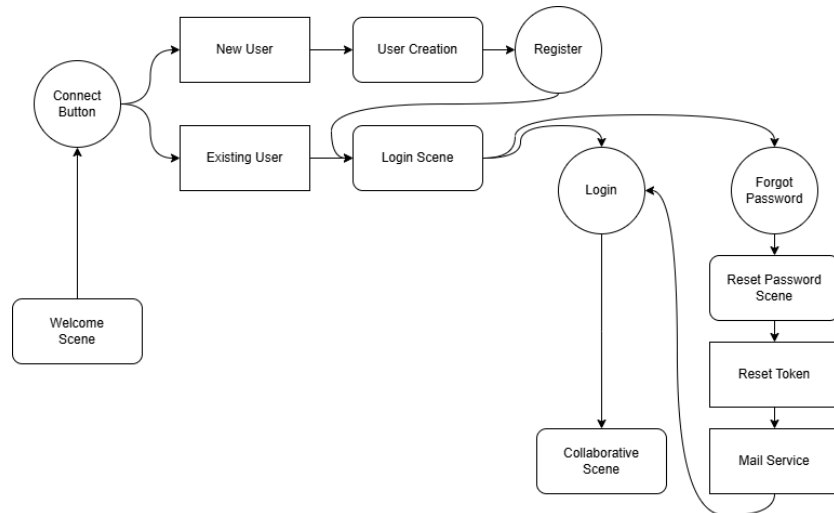 New User
User Creation
Register
Connect
Button
Existing User
Login Scene
Login
Forgot
Password
Reset Password
Scene
Welcome
Scene
Reset Token
Collaborative
Scene
Mail Service